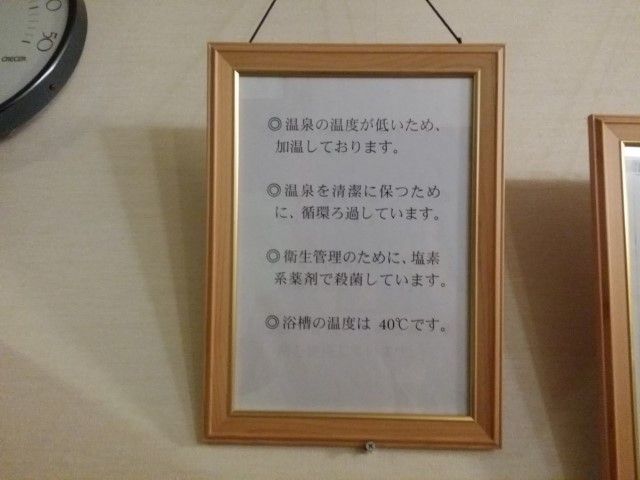 50
CRECER
◎温泉の温度が低いため、
加温しております。
◎温泉を清潔に保つため
に、循環ろ過しています。
◎衛生管理のために、塩素
系薬剤で殺菌しています。
◎浴槽の温度は 40℃です。